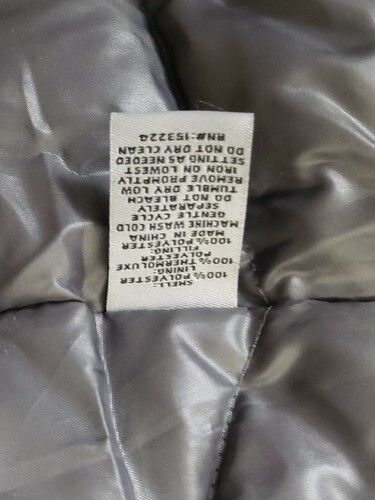 SHELL:
100% POLYESTER
LINING:
100% THERMOLUXE
POLYESTER
FILLING:
100% POLYESTER
MADE IN CHINA
MACHINE WASH COLD
GENTLE CYCLE
SEPARATELY
DO NOT BLEACH
TUMBLE DRY LOW
REMOVE PROMPTLY
IRON ON LOWEST
SETTING AS NEEDED
DO NOT DRY CLEAN
RN#:153224